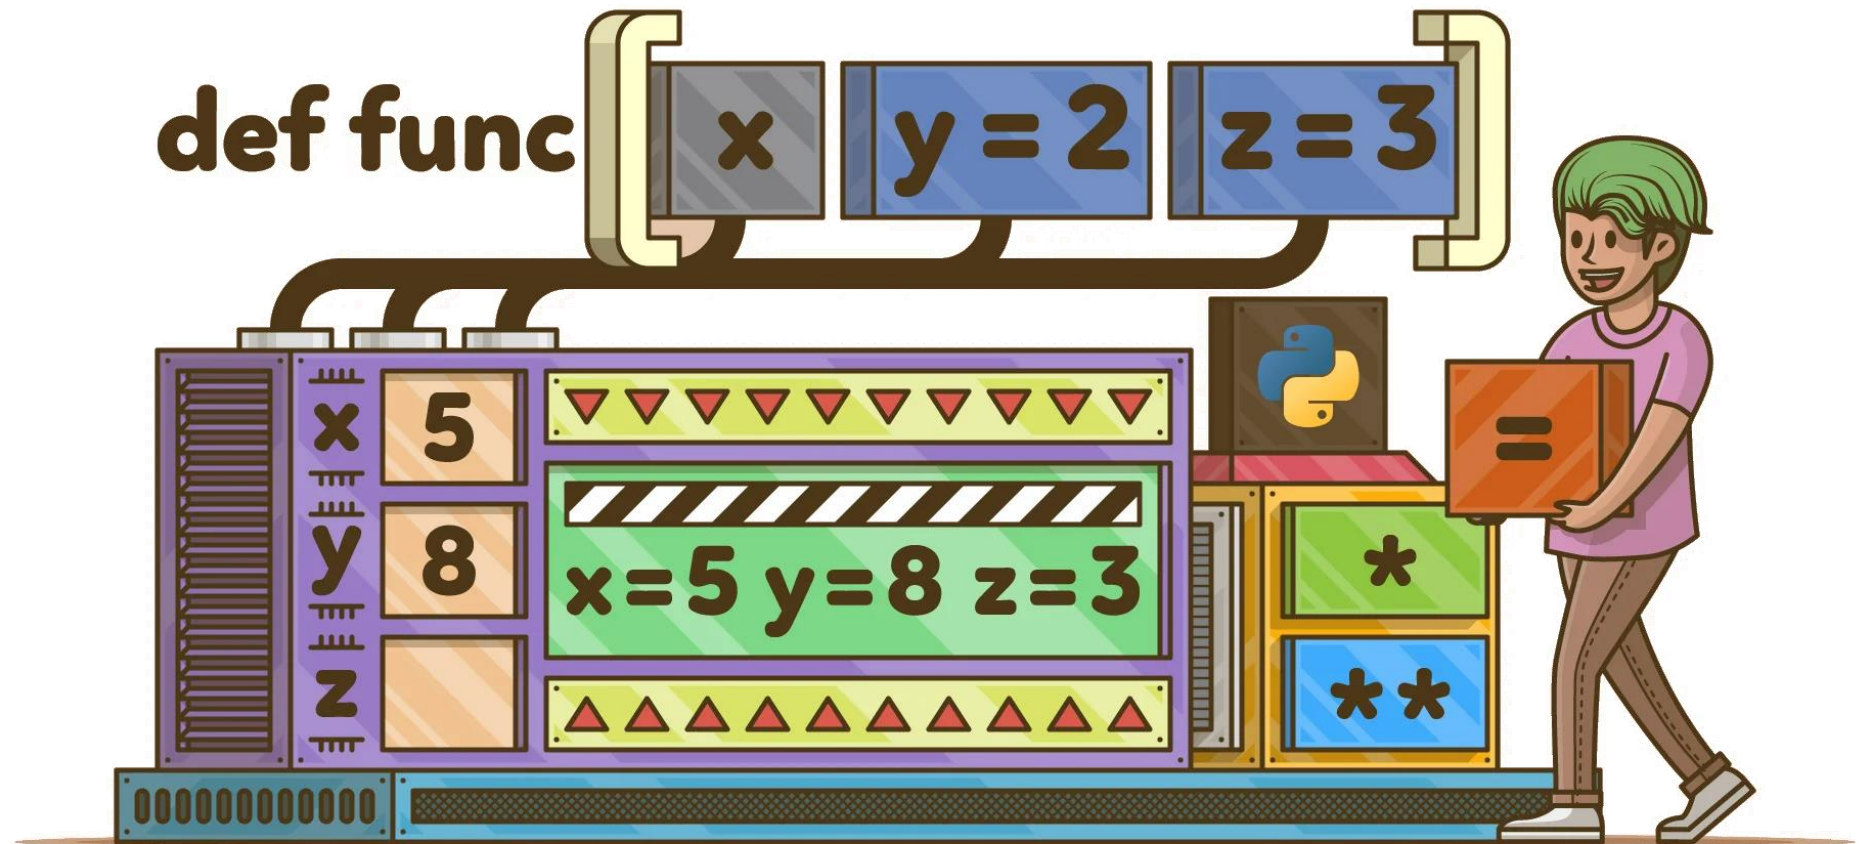 def func [ x y = 2 z = 3 ]
x 5
y 8
z
x=5 y=8 z=3
=
*
**